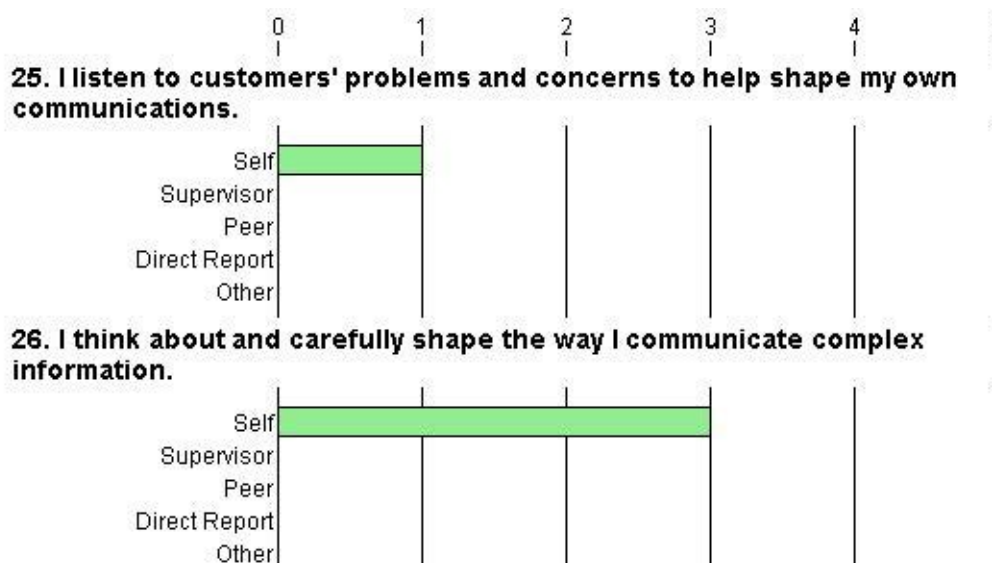 0 1 2 3 4
25. I listen to customers' problems and concerns to help shape my own
communications.
Self
Supervisor
Peer
Direct Report
Other
26. I think about and carefully shape the way I communicate complex
information.
Self
Supervisor
Peer
Direct Report
Other